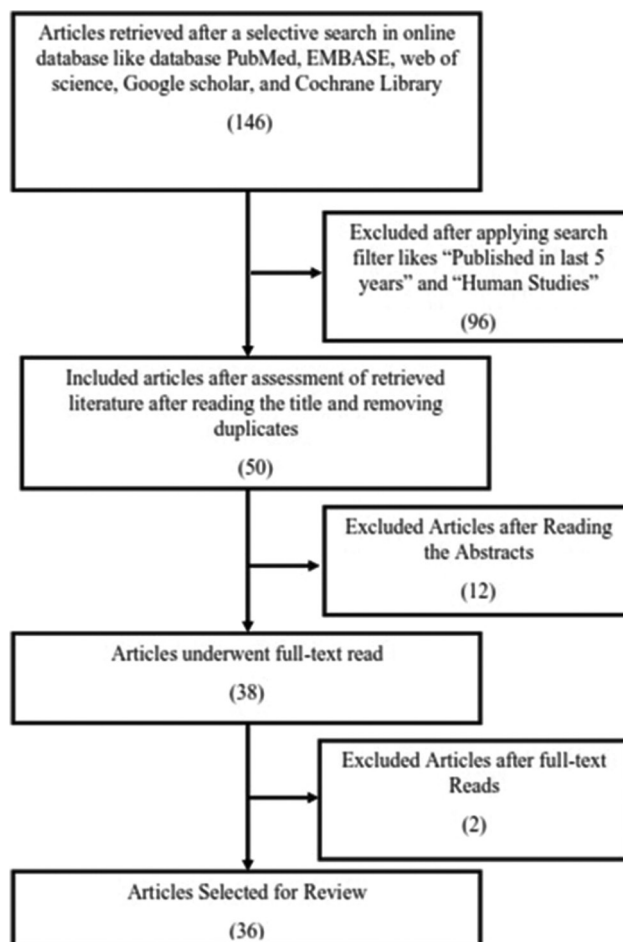 Articles retrieved after a selective search in online
database like database PubMed, EMBASE, web of
science, Google scholar, and Cochrane Library
(146)
Excluded after applying search
filter likes “Published in last 5
years” and “Human Studies”
(96)
Included articles after assessment of retrieved
literature after reading the title and removing
duplicates
(50)
Excluded Articles after Reading
the Abstracts
(12)
Articles underwent full-text read
(38)
Excluded Articles after full-text
Reads
(2)
Articles Selected for Review
(36)